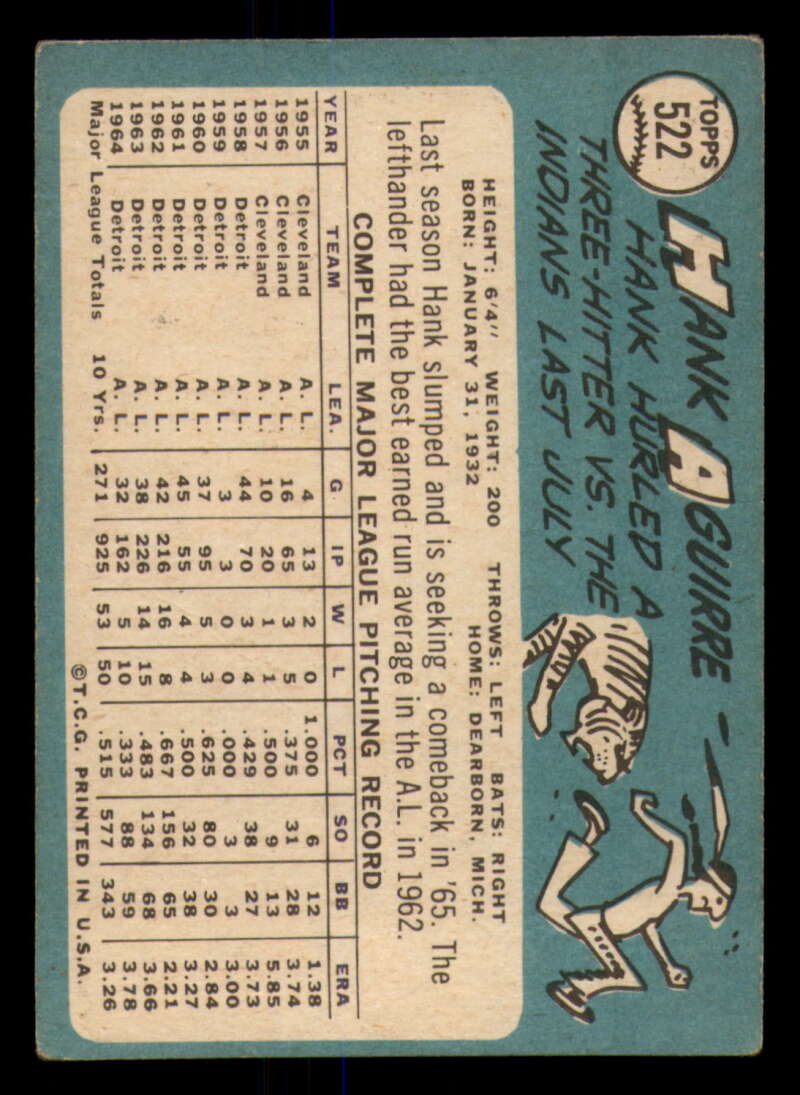 TOPPS
522
HANK AGUIRRE
HANK HURLED A
THREE-HITTER VS. THE
INDIANS LAST JULY
HEIGHT: 6'4" WEIGHT: 200 THROWS: LEFT BATS: RIGHT
BORN: JANUARY 31, 1932 HOME: DEARBORN, MICH.
Last season Hank slumped and is seeking a comeback in '65. The
lefthander had the best earned run average in the A.L. in 1962.
COMPLETE MAJOR LEAGUE PITCHING RECORD
YEAR TEAM LEA. G IP W L PCT SO BB ERA
1955 Cleveland A. L. 4 13 2 0 1.000 6 12 1.38
1956 Cleveland A. L. 16 65 3 5 .375 31 28 3.74
1957 Cleveland A. L. 10 20 1 1 .500 9 13 5.85
1958 Detroit A. L. 44 70 3 4 .429 38 27 3.73
1959 Detroit A. L. 3 3 0 0 .000 3 3 3.00
1960 Detroit A. L. 37 95 5 3 .625 80 30 2.84
1961 Detroit A. L. 45 55 4 4 .500 32 38 3.27
1962 Detroit A. L. 42 216 16 8 .667 156 65 2.21
1963 Detroit A. L. 38 226 14 15 .483 134 68 3.66
1964 Detroit A. L. 32 162 5 10 .333 88 59 3.78
Major League Totals 10 Yrs. 271 925 53 50 .515 577 343 3.26
©T.C.G. PRINTED IN U.S.A.